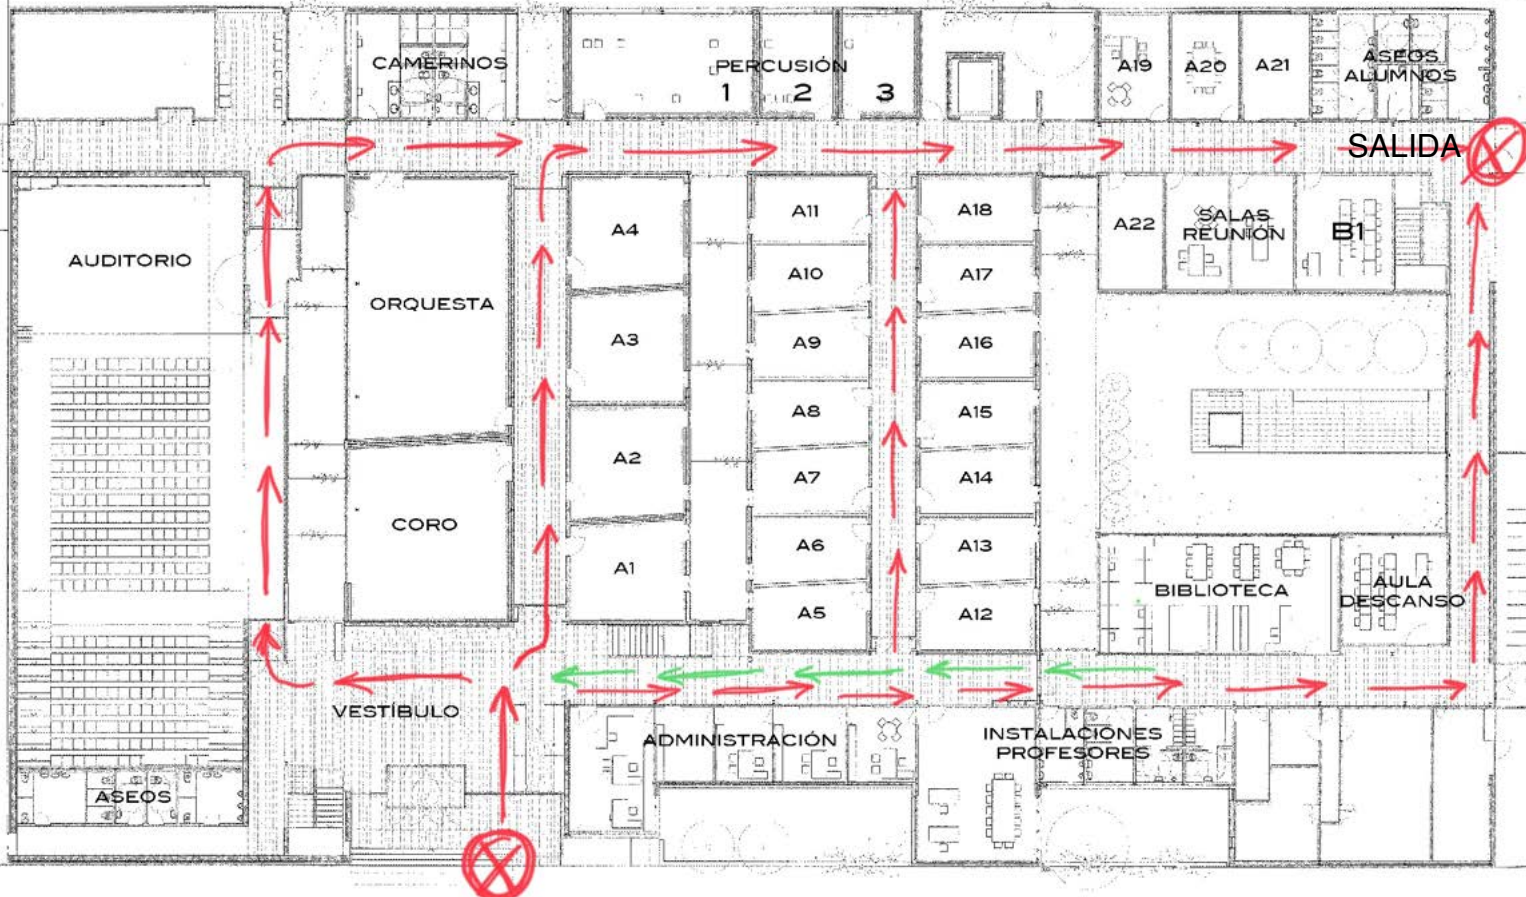 CAMERINOS
PERCUSIÓN
1
2
3
A19
A20
A21
ASEOS
ALUMNOS
SALIDA
AUDITORIO
ORQUESTA
A4
A11
A18
A22
SALAS
REUNIÓN
B1
A10
A17
A3
A9
A16
A8
A15
A2
A7
A14
CORO
A1
A6
A13
A5
A12
BIBLIOTECA
AULA
DESCANSO
VESTÍBULO
ADMINISTRACIÓN
INSTALACIONES
PROFESORES
ASEOS